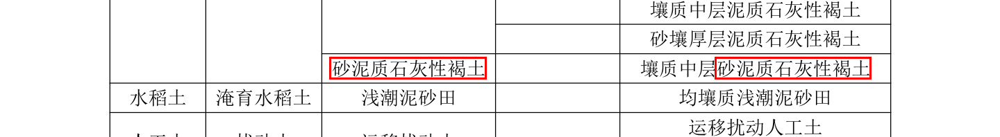 壤质中层泥质石灰性褐土
砂壤厚层泥质石灰性褐土
砂泥质石灰性褐土 壤质中层砂泥质石灰性褐土
水稻土 淹育水稻土 浅潮泥砂田 均壤质浅潮泥砂田
运移扰动人工土